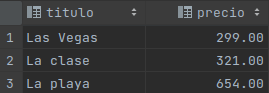 titulo precio
1 Las Vegas 299.00
2 La clase 321.00
3 La playa 654.00